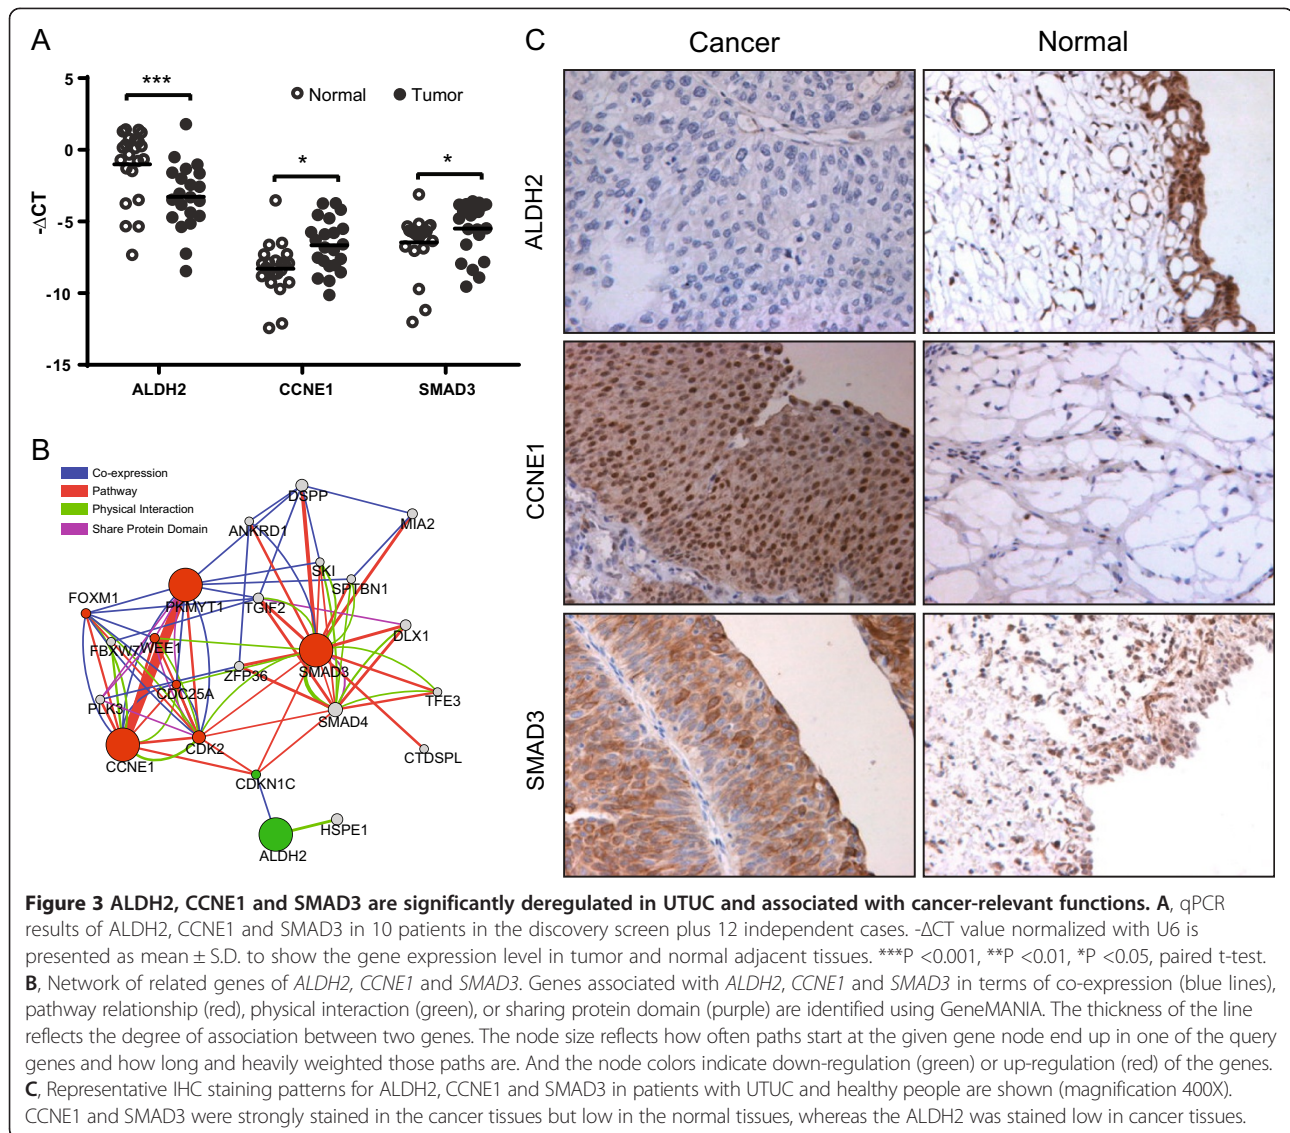 A
5
0
-5
-10
-15
-ΔCT
***
*
*
Normal
Tumor
ALDH2
CCNE1
SMAD3
B
Co-expression
Pathway
Physical Interaction
Share Protein Domain
DSPP
ANKRD1
MIA2
SKI
SPTBN1
PKMYT1
TGIF2
FOXM1
DLX1
FBXW7
WEE1
SMAD3
ZFP36
CDC25A
TFE3
PLK3
SMAD4
CDK2
CTDSPL
CCNE1
CDKN1C
HSPE1
ALDH2
C
Cancer
Normal
ALDH2
CCNE1
SMAD3
Figure 3 ALDH2, CCNE1 and SMAD3 are significantly deregulated in UTUC and associated with cancer-relevant functions. A, qPCR
results of ALDH2, CCNE1 and SMAD3 in 10 patients in the discovery screen plus 12 independent cases. -ΔCT value normalized with U6 is
presented as mean ± S.D. to show the gene expression level in tumor and normal adjacent tissues. ***P <0.001, **P <0.01, *P <0.05, paired t-test.
B, Network of related genes of ALDH2, CCNE1 and SMAD3. Genes associated with ALDH2, CCNE1 and SMAD3 in terms of co-expression (blue lines),
pathway relationship (red), physical interaction (green), or sharing protein domain (purple) are identified using GeneMANIA. The thickness of the line
reflects the degree of association between two genes. The node size reflects how often paths start at the given gene node end up in one of the query
genes and how long and heavily weighted those paths are. And the node colors indicate down-regulation (green) or up-regulation (red) of the genes.
C, Representative IHC staining patterns for ALDH2, CCNE1 and SMAD3 in patients with UTUC and healthy people are shown (magnification 400X).
CCNE1 and SMAD3 were strongly stained in the cancer tissues but low in the normal tissues, whereas the ALDH2 was stained low in cancer tissues.